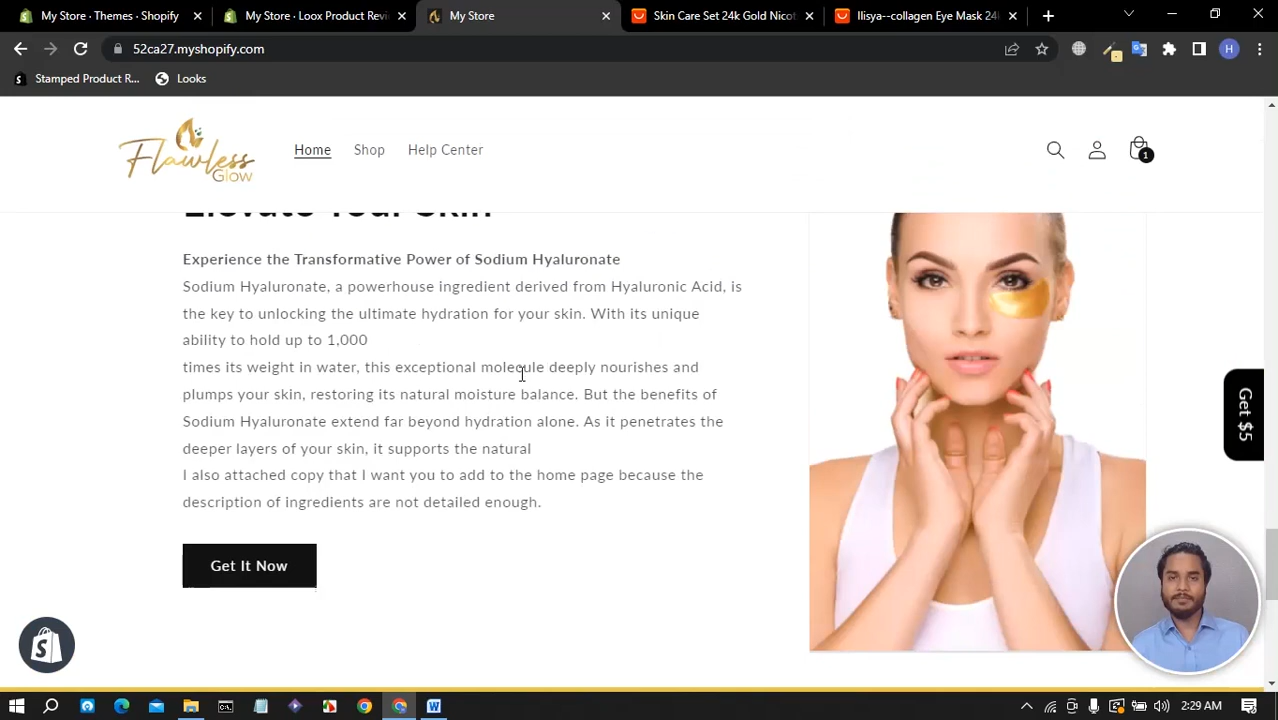 My Store · Themes · Shopify
My Store · Loox Product Revi
My Store
Skin Care Set 24k Gold Nicot
Ilisya--collagen Eye Mask 24
52ca27.myshopify.com
H
Stamped Product R...
Looks
Flawless
Glow
Home
Shop
Help Center
1
Elevate Your Skin
Experience the Transformative Power of Sodium Hyaluronate
Sodium Hyaluronate, a powerhouse ingredient derived from Hyaluronic Acid, is
the key to unlocking the ultimate hydration for your skin. With its unique
ability to hold up to 1,000
times its weight in water, this exceptional molecule deeply nourishes and
plumps your skin, restoring its natural moisture balance. But the benefits of
Sodium Hyaluronate extend far beyond hydration alone. As it penetrates the
deeper layers of your skin, it supports the natural
I also attached copy that I want you to add to the home page because the
description of ingredients are not detailed enough.
Get It Now
Get $5
2:29 AM